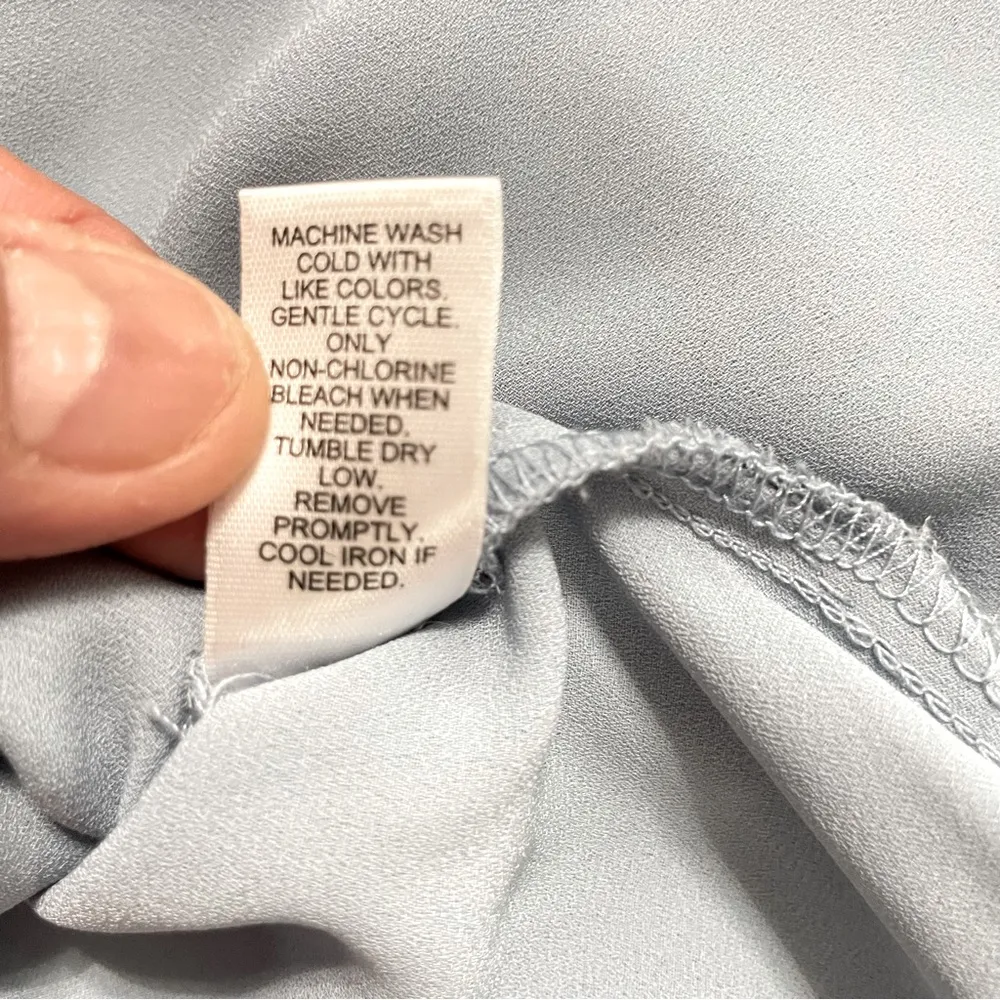 MACHINE WASH
COLD WITH
LIKE COLORS.
GENTLE CYCLE.
ONLY
NON-CHLORINE
BLEACH WHEN
NEEDED.
TUMBLE DRY
LOW.
REMOVE
PROMPTLY.
COOL IRON IF
NEEDED.